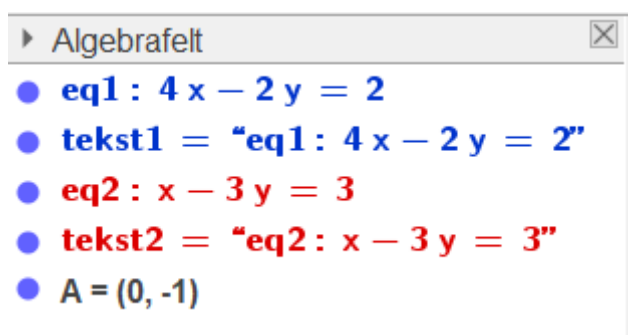 Algebrafelt
eq1 : 4 x − 2 y = 2
tekst1 = “eq1 : 4 x − 2 y = 2”
eq2 : x − 3 y = 3
tekst2 = “eq2 : x − 3 y = 3”
A = (0, -1)